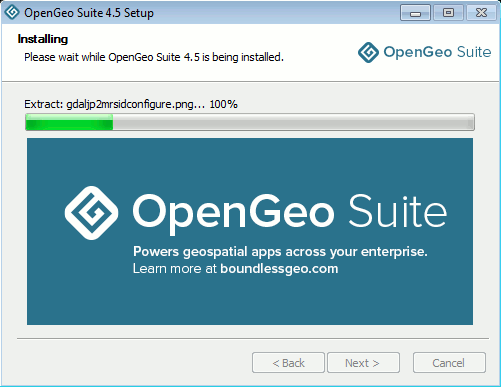 OpenGeo Suite 4.5 Setup
Installing
Please wait while OpenGeo Suite 4.5 is being installed.
OpenGeo Suite
Extract: gdaljp2mrsidconfigure.png... 100%
OpenGeo Suite
Powers geospatial apps across your enterprise.
Learn more at boundlessgeo.com
< Back
Next >
Cancel